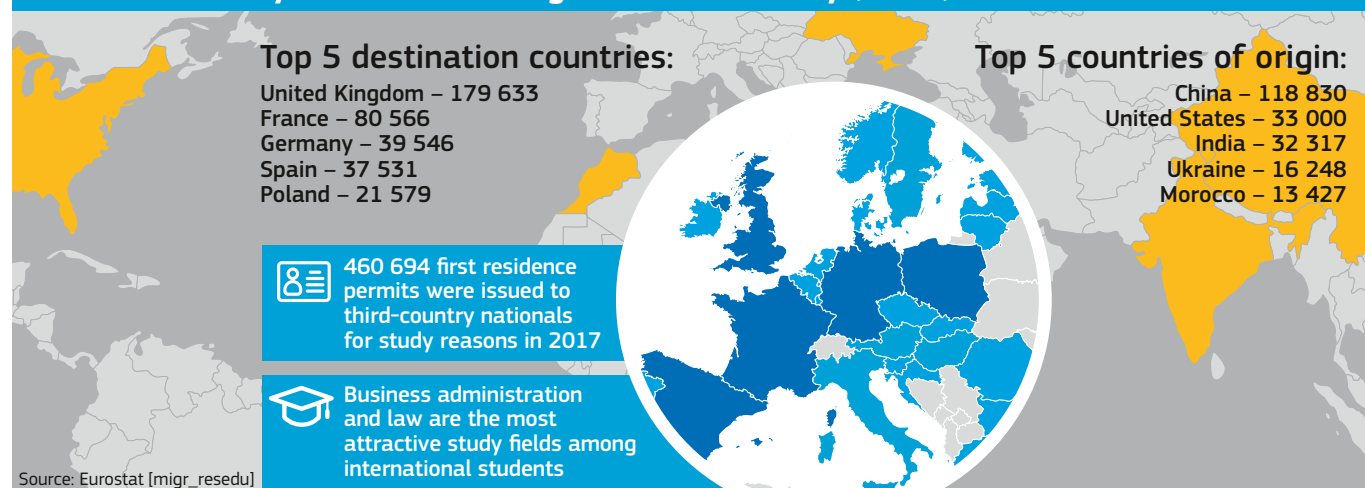 Top 5 destination countries:
United Kingdom – 179 633
France – 80 566
Germany – 39 546
Spain – 37 531
Poland – 21 579
Top 5 countries of origin:
China – 118 830
United States – 33 000
India – 32 317
Ukraine – 16 248
Morocco – 13 427
460 694 first residence
permits were issued to
third-country nationals
for study reasons in 2017
Business administration
and law are the most
attractive study fields among
international students
Source: Eurostat [migr_resedu]